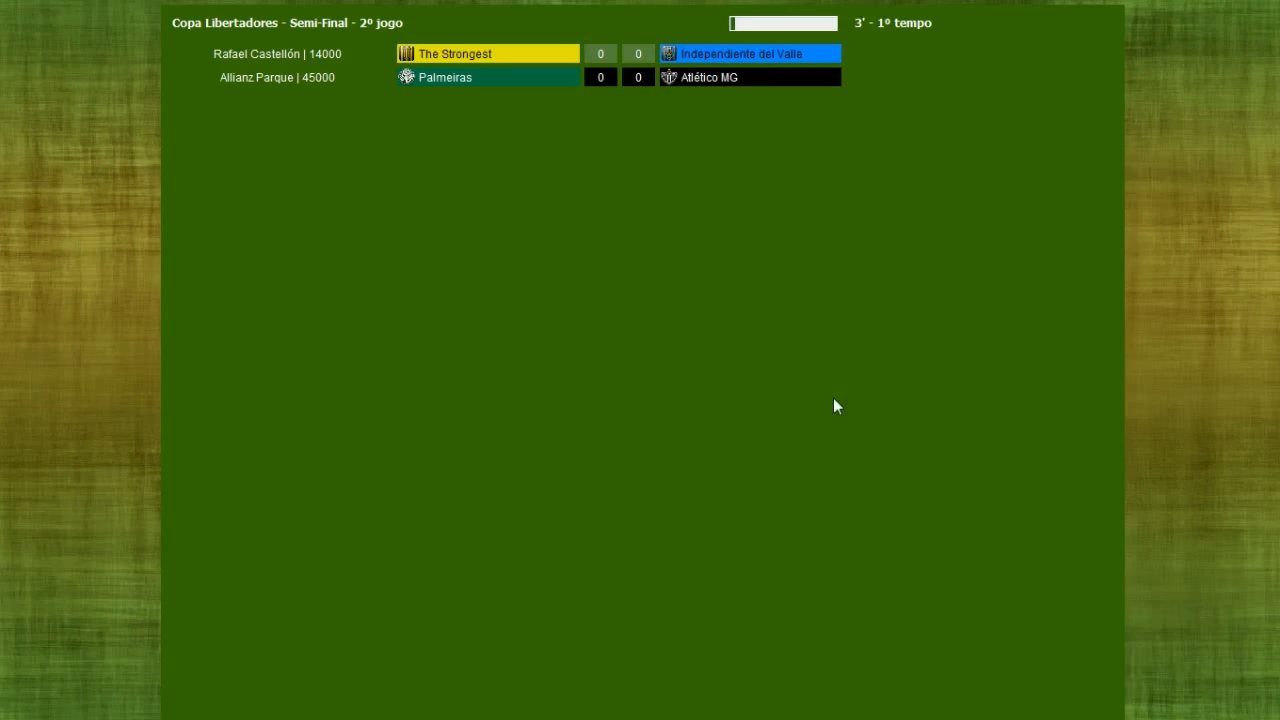 Copa Libertadores - Semi-Final - 2º jogo 3' - 1º tempo
Rafael Castellón | 14000 The Strongest 0 0 Independiente del Valle
Allianz Parque | 45000 Palmeiras 0 0 Atlético MG